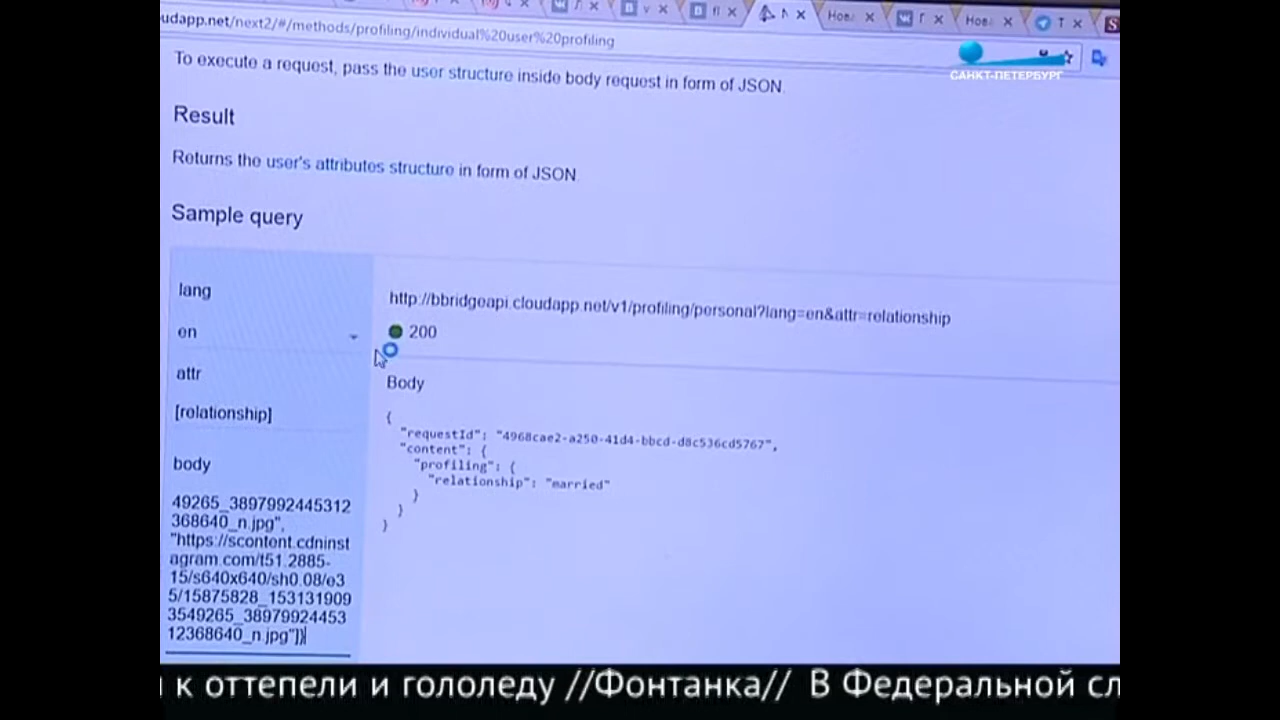 udapp.net/next2/#/methods/profiling/individual%20user%20profiling
Нов
Нов
САНКТ-ПЕТЕРБУРГ
To execute a request, pass the user structure inside body request in form of JSON.
Result
Returns the user's attributes structure in form of JSON
Sample query
lang
en
attr
[relationship]
body
49265_3897992445312
368640_n.jpg",
"https://scontent.cdninst
agram.com/t51.2885-
15/s640x640/sh0.08/e3
5/15875828_153131909
3549265_38979924453
12368640_n.jpg"]}
http://bbridgeapi.cloudapp.net/v1/profiling/personal?lang=en&attr=relationship
200
Body
{
"requestId": "4968cae2-a250-41d4-bbcd-d8c536cd5767",
"content": {
"profiling": {
"relationship": "married"
}
}
}
к оттепели и гололеду //Фонтанка// В Федеральной сл